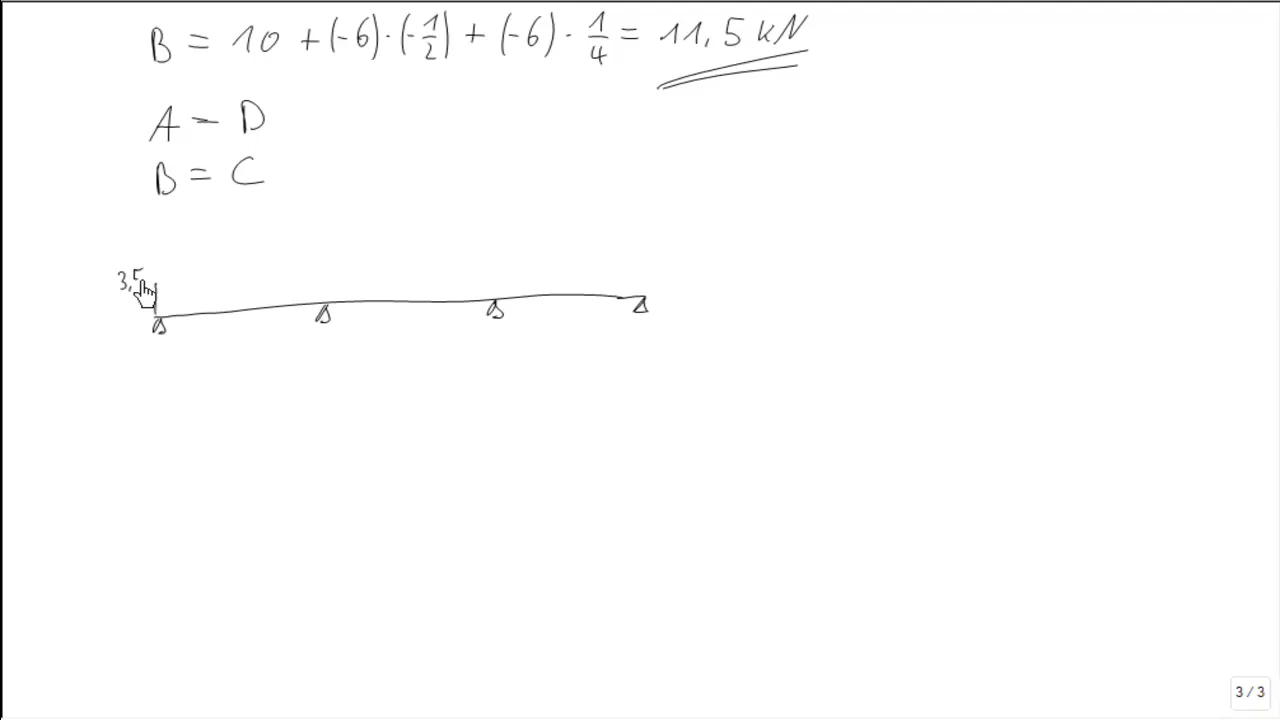 B = 10 + (-6) · (-1/2) + (-6) · 1/4 = 11,5 kN
A = D
B = C
3,5
3 / 3